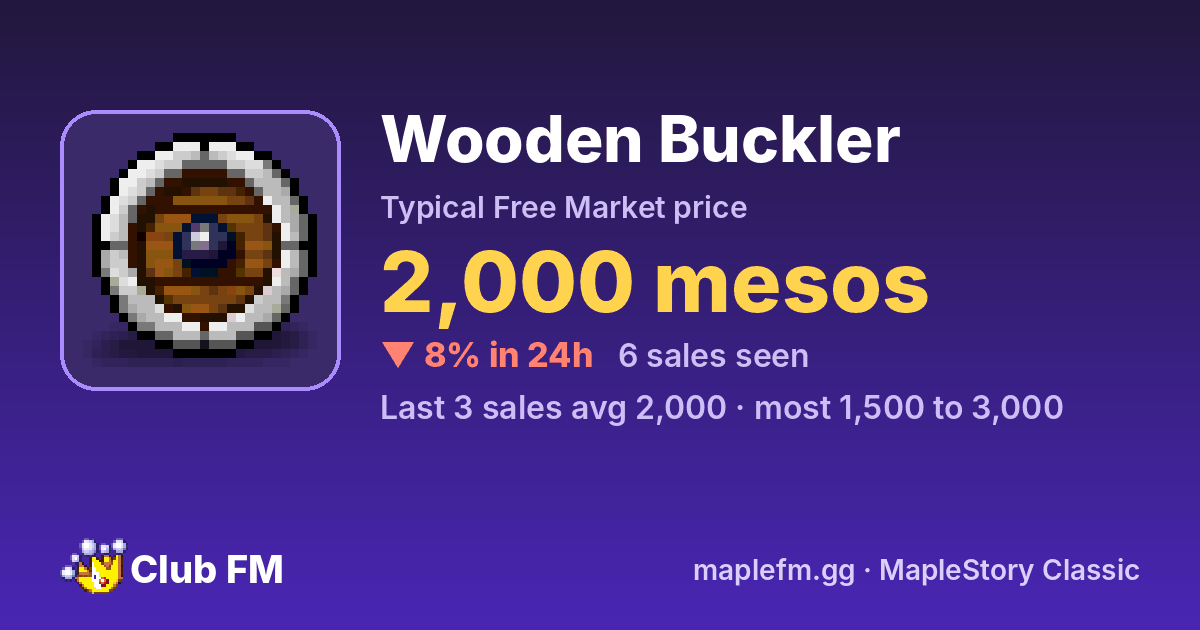 Wooden Buckler
Typical Free Market price
2,000 mesos
▼ 8% in 24h 6 sales seen
Last 3 sales avg 2,000 · most 1,500 to 3,000
Club FM
maplefm.gg · MapleStory Classic